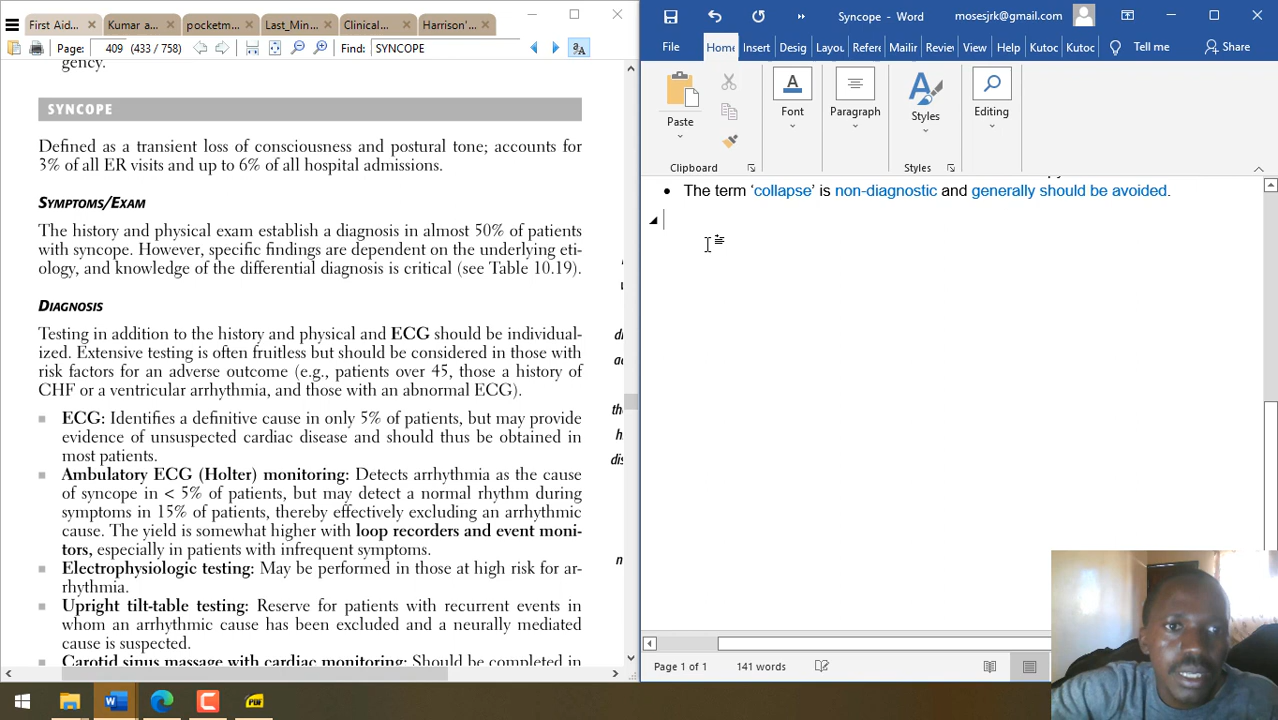 First Aid...
Kumar a...
pocketm...
Last_Min...
Clinical...
Harrison'...
Page:
409 (433 / 758)
Find:
SYNCOPE
gency.
SYNCOPE
Defined as a transient loss of consciousness and postural tone; accounts for
3% of all ER visits and up to 6% of all hospital admissions.
SYMPTOMS/EXAM
The history and physical exam establish a diagnosis in almost 50% of patients
with syncope. However, specific findings are dependent on the underlying eti-
ology, and knowledge of the differential diagnosis is critical (see Table 10.19).
DIAGNOSIS
Testing in addition to the history and physical and ECG should be individual-
ized. Extensive testing is often fruitless but should be considered in those with
risk factors for an adverse outcome (e.g., patients over 45, those a history of
CHF or a ventricular arrhythmia, and those with an abnormal ECG).
ECG: Identifies a definitive cause in only 5% of patients, but may provide
evidence of unsuspected cardiac disease and should thus be obtained in
most patients.
Ambulatory ECG (Holter) monitoring: Detects arrhythmia as the cause
of syncope in < 5% of patients, but may detect a normal rhythm during
symptoms in 15% of patients, thereby effectively excluding an arrhythmic
cause. The yield is somewhat higher with loop recorders and event moni-
tors, especially in patients with infrequent symptoms.
Electrophysiologic testing: May be performed in those at high risk for ar-
rhythmia.
Upright tilt-table testing: Reserve for patients with recurrent events in
whom an arrhythmic cause has been excluded and a neurally mediated
cause is suspected.
Carotid sinus massage with cardiac monitoring: Should be completed in
Syncope - Word
mosesjrk@gmail.com
File
Home
Insert
Desig
Layou
Refere
Mailir
Review
View
Help
Kutoc
Kutoc
Tell me
Share
Paste
Font
Paragraph
Styles
Editing
Clipboard
Styles
• The term ‘collapse’ is non-diagnostic and generally should be avoided.
Page 1 of 1
141 words